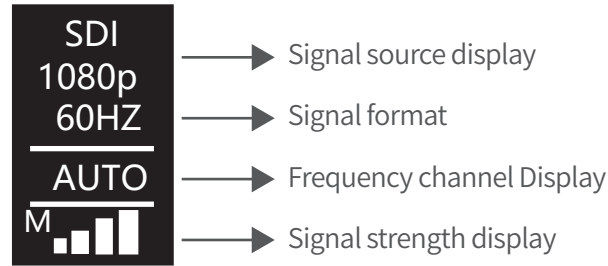 SDI
1080p
60HZ
AUTO
M
Signal source display
Signal format
Frequency channel Display
Signal strength display